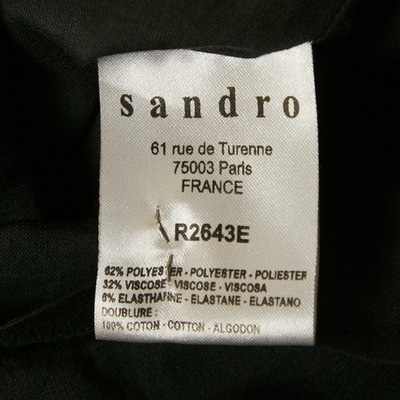 sandro
61 rue de Turenne
75003 Paris
FRANCE
R2643E
62% POLYESTER - POLYESTER - POLIESTER
32% VISCOSE - VISCOSE - VISCOSA
6% ELASTHANNE - ELASTANE - ELASTANO
DOUBLURE :
100% COTON - COTTON - ALGODON